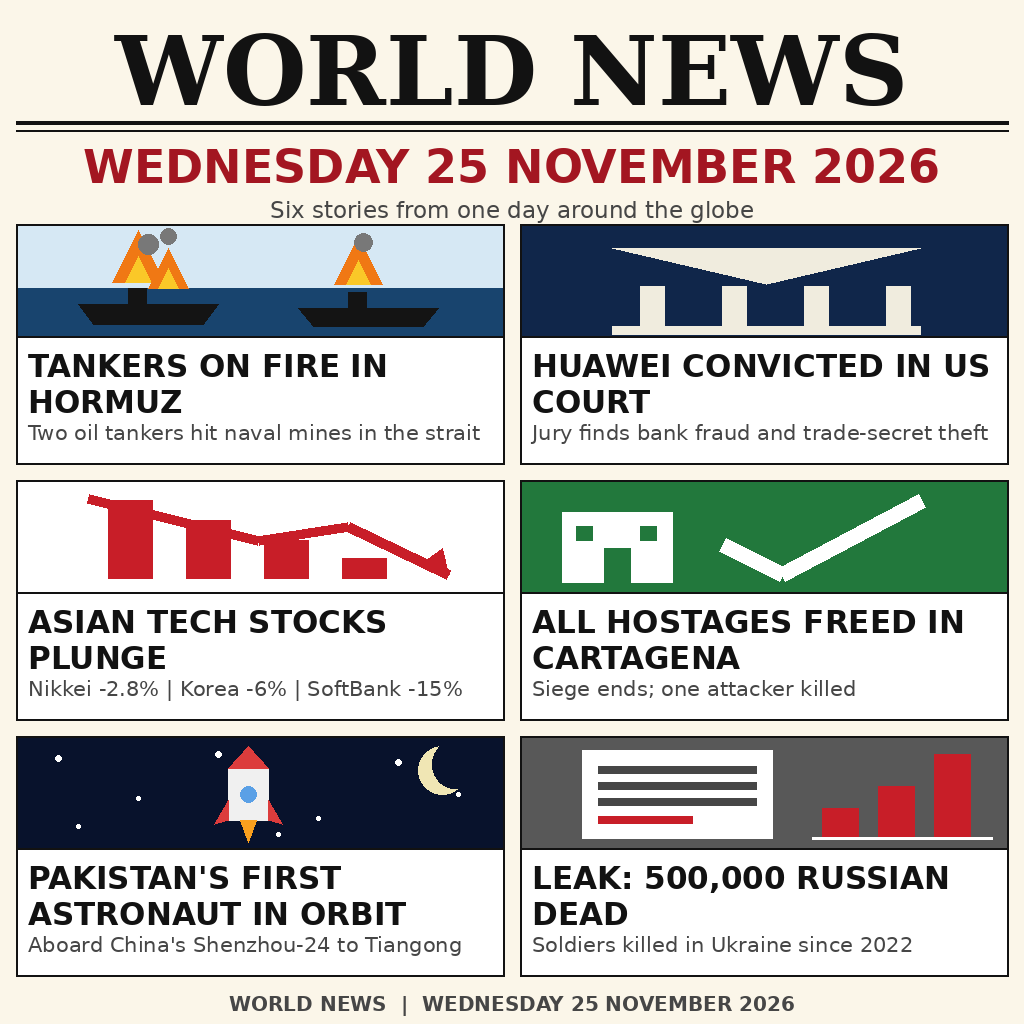 WORLD NEWS
WEDNESDAY 25 NOVEMBER 2026
Six stories from one day around the globe
TANKERS ON FIRE IN
HORMUZ
Two oil tankers hit naval mines in the strait
HUAWEI CONVICTED IN US
COURT
Jury finds bank fraud and trade-secret theft
ASIAN TECH STOCKS
PLUNGE
Nikkei -2.8% | Korea -6% | SoftBank -15%
ALL HOSTAGES FREED IN
CARTAGENA
Siege ends; one attacker killed
PAKISTAN'S FIRST
ASTRONAUT IN ORBIT
Aboard China's Shenzhou-24 to Tiangong
LEAK: 500,000 RUSSIAN
DEAD
Soldiers killed in Ukraine since 2022
WORLD NEWS | WEDNESDAY 25 NOVEMBER 2026